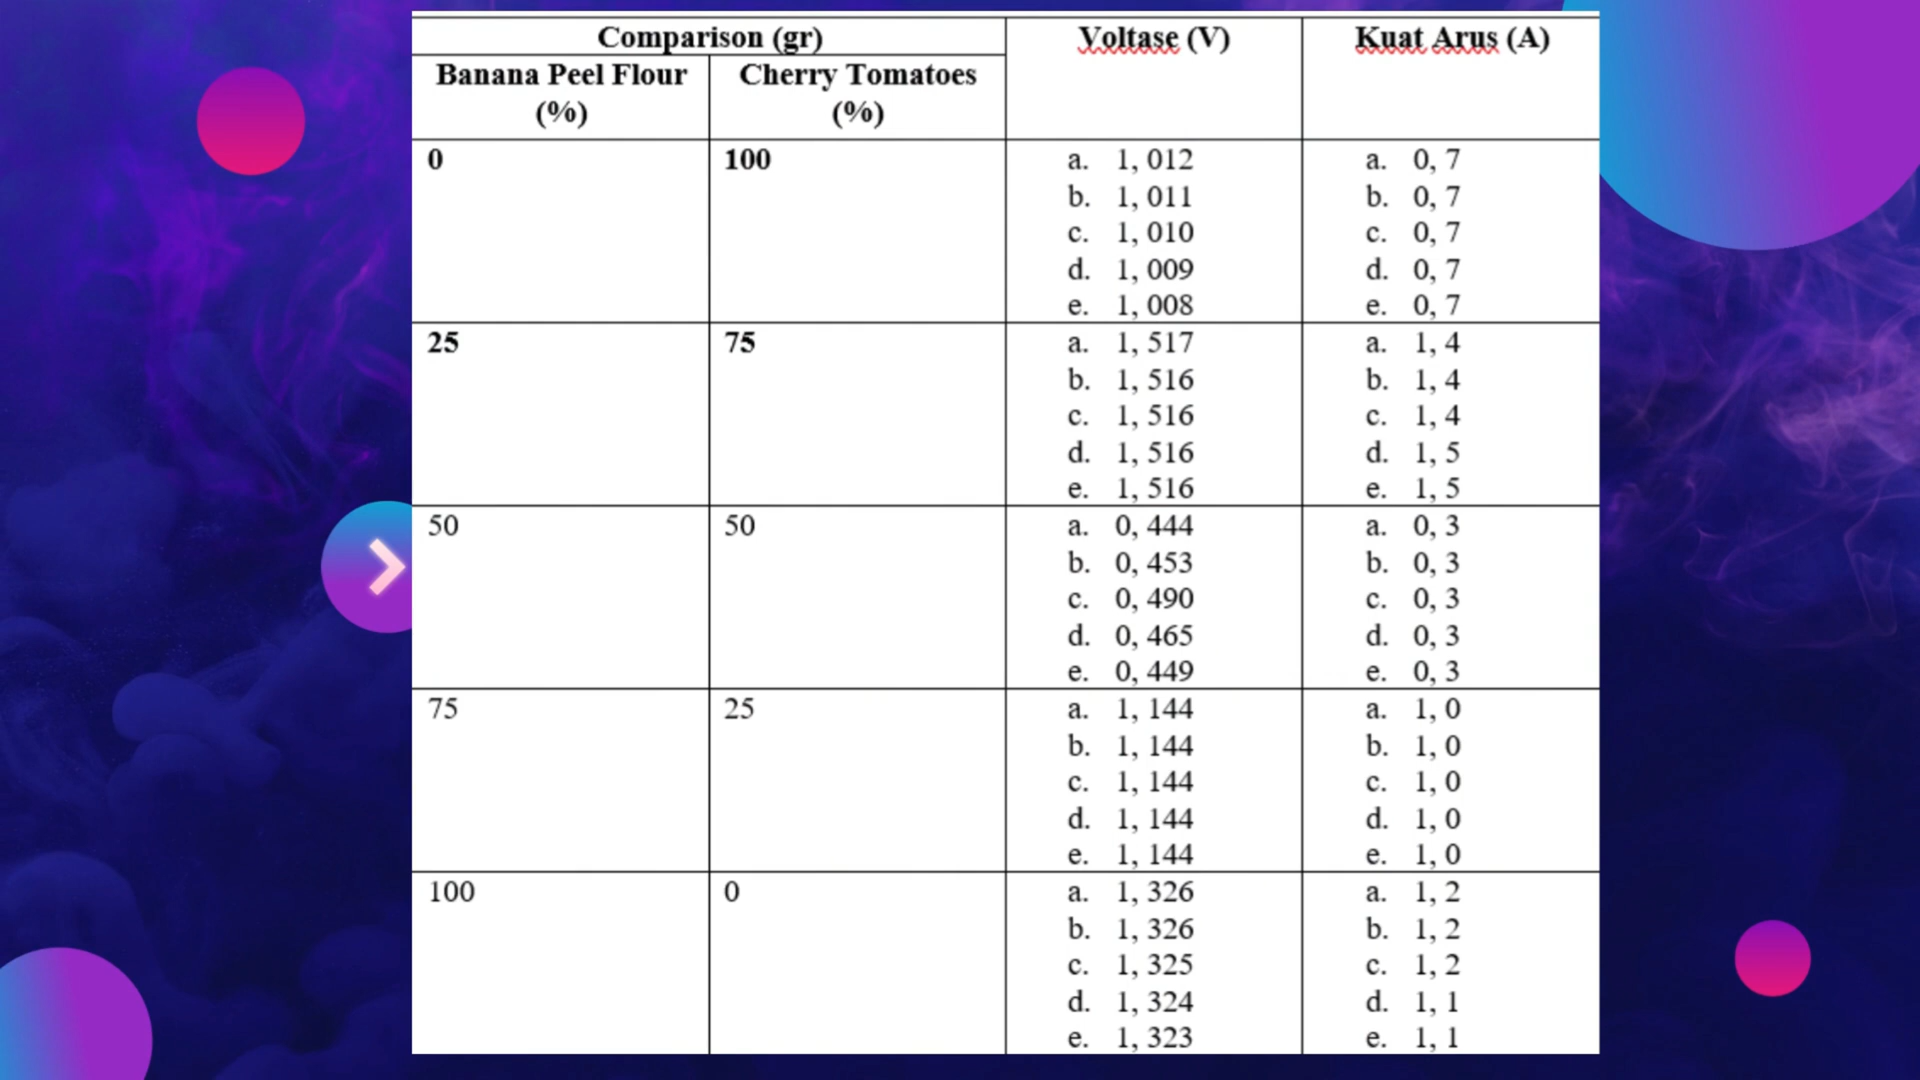 Comparison (gr) Voltase (V) Kuat Arus (A)
Banana Peel Flour (%) Cherry Tomatoes (%)
0 100 a. 1, 012 a. 0, 7
b. 1, 011 b. 0, 7
c. 1, 010 c. 0, 7
d. 1, 009 d. 0, 7
e. 1, 008 e. 0, 7
25 75 a. 1, 517 a. 1, 4
b. 1, 516 b. 1, 4
c. 1, 516 c. 1, 4
d. 1, 516 d. 1, 5
e. 1, 516 e. 1, 5
50 50 a. 0, 444 a. 0, 3
b. 0, 453 b. 0, 3
c. 0, 490 c. 0, 3
d. 0, 465 d. 0, 3
e. 0, 449 e. 0, 3
75 25 a. 1, 144 a. 1, 0
b. 1, 144 b. 1, 0
c. 1, 144 c. 1, 0
d. 1, 144 d. 1, 0
e. 1, 144 e. 1, 0
100 0 a. 1, 326 a. 1, 2
b. 1, 326 b. 1, 2
c. 1, 325 c. 1, 2
d. 1, 324 d. 1, 1
e. 1, 323 e. 1, 1